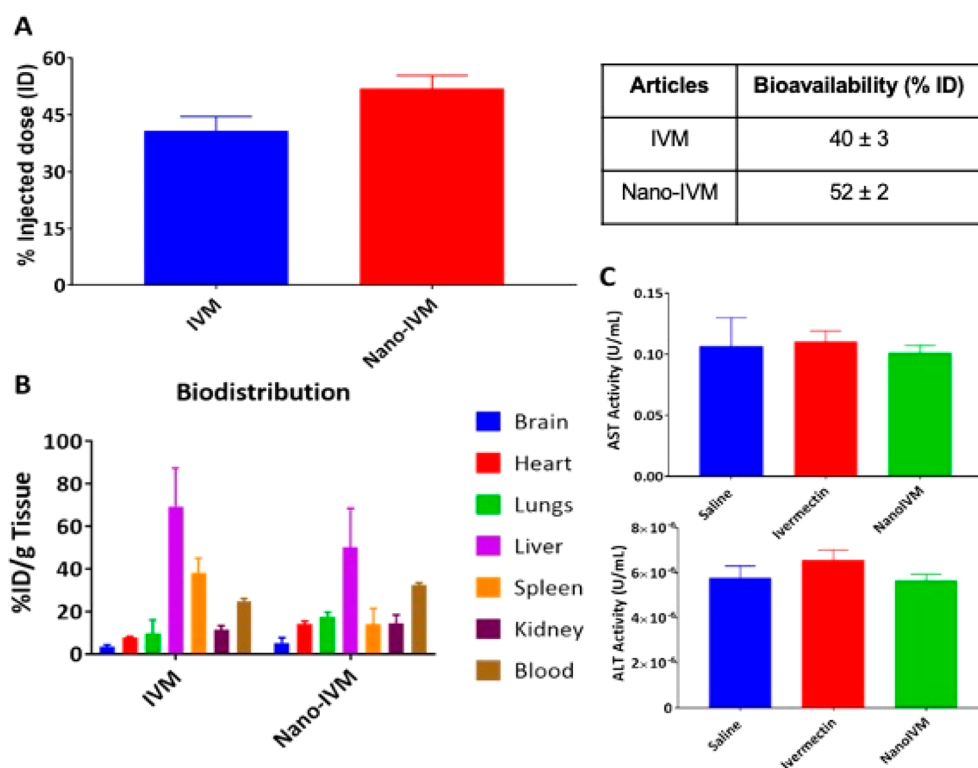 A
% Injected dose (ID)
60
45
30
15
0
IVM
Nano-IVM
Articles Bioavailability (% ID)
IVM 40 ± 3
Nano-IVM 52 ± 2
B
Biodistribution
%ID/g Tissue
100
80
60
40
20
0
IVM
Nano-IVM
Brain
Heart
Lungs
Liver
Spleen
Kidney
Blood
C
AST Activity (U/mL)
0.15
0.10
0.05
0.00
Saline
Ivermectin
NanoIVM
ALT Activity (U/mL)
0
Saline
Ivermectin
NanoIVM